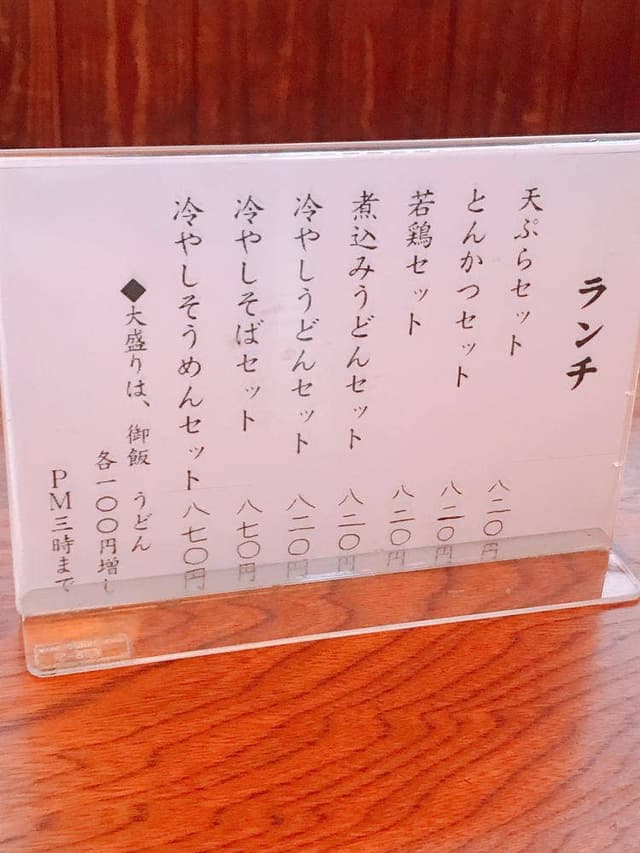 ランチ
天ぷらセット 八二〇円
とんかつセット 八二〇円
若鶏セット 八二〇円
煮込みうどんセット 八二〇円
冷やしうどんセット 八二〇円
冷やしそばセット 八七〇円
冷やしそうめんセット 八七〇円
◆大盛りは、御飯 うどん
各一〇〇円増し
PM三時まで